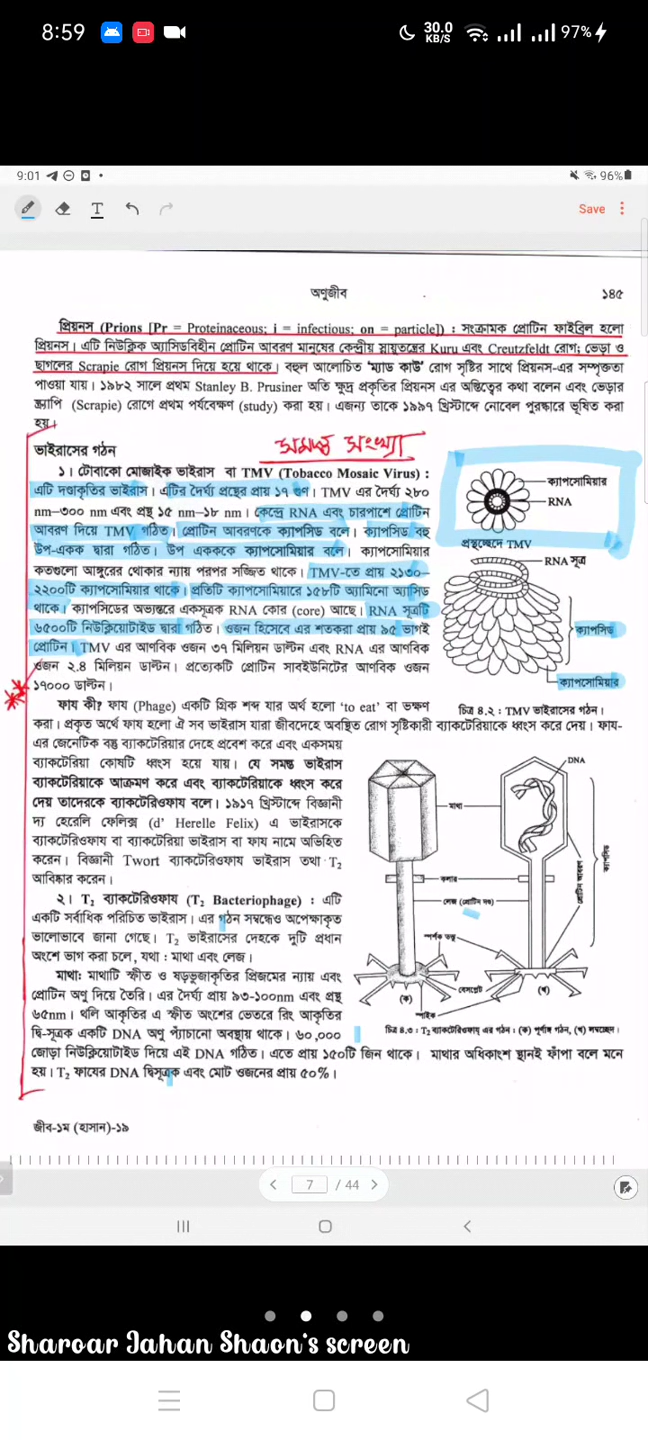 8:59
30.0
KB/S
97%
9:01
96%
T
Save
অণুজীব
১৪৫
প্রিয়নস (Prions [Pr = Proteinaceous; i = infectious; on = particle]) : সংক্রামক প্রোটিন ফাইব্রিল হলো
প্রিয়নস। এটি নিউক্লিক অ্যাসিডবিহীন প্রোটিন আবরণ মানুষের কেন্দ্রীয় স্নায়ুতন্ত্রের Kuru এবং Creutzfeldt রোগ; ভেড়া ও
ছাগলের Scrapie রোগ প্রিয়নস দিয়ে হয়ে থাকে। বহুল আলোচিত 'ম্যাড কাউ' রোগ সৃষ্টির সাথে প্রিয়নস-এর সম্পৃক্ততা
পাওয়া যায়। ১৯৮২ সালে প্রথম Stanley B. Prusiner অতি ক্ষুদ্র প্রকৃতির প্রিয়নস এর অস্তিত্বের কথা বলেন এবং ভেড়ার
স্ক্র্যাপি (Scrapie) রোগে প্রথম পর্যবেক্ষণ (study) করা হয়। এজন্য তাকে ১৯৯৭ খ্রিস্টাব্দে নোবেল পুরষ্কারে ভূষিত করা
হয়।
সমস্ত সংখ্যা
ভাইরাসের গঠন
১। টোবাকো মোজাইক ভাইরাস বা TMV (Tobacco Mosaic Virus) :
এটি দণ্ডাকৃতির ভাইরাস। এটির দৈর্ঘ্য প্রস্থের প্রায় ১৭ গুণ। TMV এর দৈর্ঘ্য ২৮০
nm–৩০০ nm এবং প্রস্থ ১৫ nm–১৮ nm। কেন্দ্রে RNA এবং চারপাশে প্রোটিন
আবরণ দিয়ে TMV গঠিত। প্রোটিন আবরণকে ক্যাপসিড বলে। ক্যাপসিড বহু
উপ-একক দ্বারা গঠিত। উপ একককে ক্যাপসোমিয়ার বলে। ক্যাপসোমিয়ার
কতগুলো আঙ্গুরের থোকার ন্যায় পরপর সজ্জিত থাকে। TMV-তে প্রায় ২১৩০–
২২০০টি ক্যাপসোমিয়ার থাকে। প্রতিটি ক্যাপসোমিয়ারে ১৫৮টি অ্যামিনো অ্যাসিড
থাকে। ক্যাপসিডের অভ্যন্তরে একসূত্রক RNA কোর (core) আছে। RNA সূত্রটি
৬৫০০টি নিউক্লিয়োটাইড দ্বারা গঠিত। ওজন হিসেবে এর শতকরা প্রায় ৯৫ ভাগই
প্রোটিন। TMV এর আণবিক ওজন ৩৭ মিলিয়ন ডাল্টন এবং RNA এর আণবিক
ওজন ২.৪ মিলিয়ন ডাল্টন। প্রত্যেকটি প্রোটিন সাবইউনিটের আণবিক ওজন
১৭০০০ ডাল্টন।
ক্যাপসোমিয়ার
RNA
প্রস্থচ্ছেদে TMV
RNA সূত্র
ক্যাপসিড
ক্যাপসোমিয়ার
চিত্র ৪.২ : TMV ভাইরাসের গঠন।
ফায কী? ফায (Phage) একটি গ্রিক শব্দ যার অর্থ হলো 'to eat' বা ভক্ষণ
করা। প্রকৃত অর্থে ফায হলো ঐ সব ভাইরাস যারা জীবদেহে অবস্থিত রোগ সৃষ্টিকারী ব্যাকটেরিয়াকে ধ্বংস করে দেয়। ফায-
এর জেনেটিক বস্তু ব্যাকটেরিয়ার দেহে প্রবেশ করে এবং একসময়
ব্যাকটেরিয়া কোষটি ধ্বংস হয়ে যায়। যে সমস্ত ভাইরাস
ব্যাকটেরিয়াকে আক্রমণ করে এবং ব্যাকটেরিয়াকে ধ্বংস করে
দেয় তাদেরকে ব্যাকটেরিওফায বলে। ১৯১৭ খ্রিস্টাব্দে বিজ্ঞানী
দ্য হেরেলি ফেলিক্স (d' Herelle Felix) এ ভাইরাসকে
ব্যাকটেরিওফায বা ব্যাকটেরিয়া ভাইরাস বা ফায নামে অভিহিত
করেন। বিজ্ঞানী Twort ব্যাকটেরিওফায ভাইরাস তথা T₂
আবিষ্কার করেন।
২। T₂ ব্যাকটেরিওফায (T₂ Bacteriophage) : এটি
একটি সর্বাধিক পরিচিত ভাইরাস। এর গঠন সম্বন্ধেও অপেক্ষাকৃত
ভালোভাবে জানা গেছে। T₂ ভাইরাসের দেহকে দুটি প্রধান
অংশে ভাগ করা চলে, যথা : মাথা এবং লেজ।
মাথা: মাথাটি স্ফীত ও ষড়ভুজাকৃতির প্রিজমের ন্যায় এবং
প্রোটিন অণু দিয়ে তৈরি। এর দৈর্ঘ্য প্রায় ৯৩-১০০nm এবং প্রস্থ
৬৫nm। থলি আকৃতির এ স্ফীত অংশের ভেতরে রিং আকৃতির
দ্বি-সূত্রক একটি DNA অণু প্যাঁচানো অবস্থায় থাকে। ৬০,০০০
জোড়া নিউক্লিয়োটাইড দিয়ে এই DNA গঠিত। এতে প্রায় ১৫০টি জিন থাকে। মাথার অধিকাংশ স্থানই ফাঁপা বলে মনে
হয়। T₂ ফাযের DNA দ্বিসূত্রক এবং মোট ওজনের প্রায় ৫০%।
DNA
মাথা
কলার
লেজ (প্রোটিন দন্ড)
স্পর্শক তন্তু
বেসপ্লেট
স্পাইক
প্রোটিন আবরণ
ক্যাপসিড
(ক)
(খ)
চিত্র ৪.৩ : T₂ ব্যাকটেরিওফায এর গঠন : (ক) পূর্ণাঙ্গ গঠন, (খ) লম্বচ্ছেদ।
জীব-১ম (হাসান)-১৯
7 / 44
Sharoar Jahan Shaon's screen